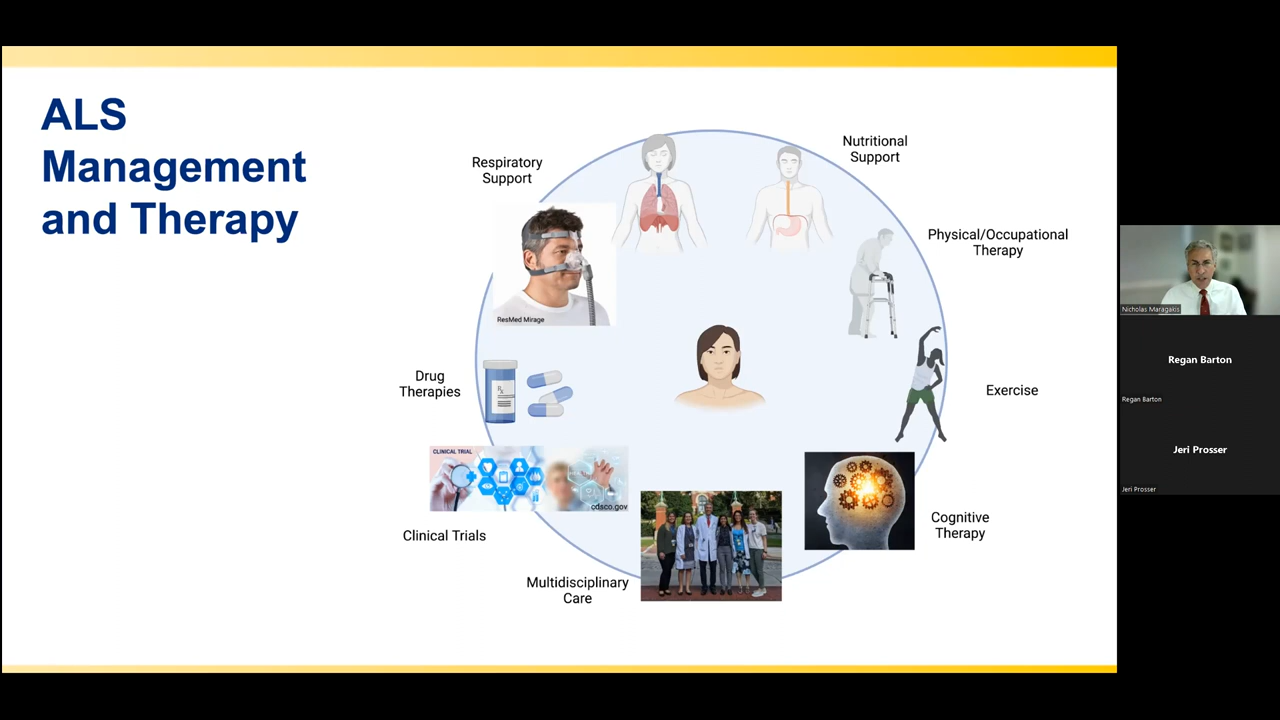 ALS
Management
and Therapy
Respiratory
Support
Nutritional
Support
Physical/Occupational
Therapy
ResMed Mirage
Drug
Therapies
Rx
Exercise
CLINICAL TRIAL
cdsco.gov
Clinical Trials
Cognitive
Therapy
Multidisciplinary
Care
Nicholas Maragakis
Regan Barton
Regan Barton
Jeri Prosser
Jeri Prosser